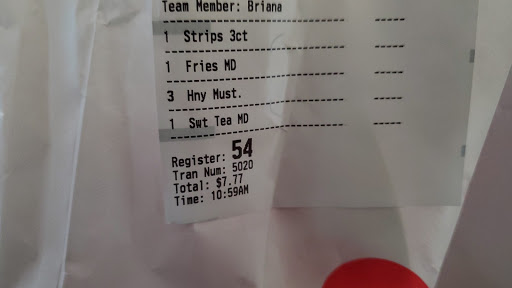 Team Member: Briana
1 Strips 3ct
1 Fries MD
3 Hny Must.
1 Swt Tea MD
Register: 54
Tran Num: 5020
Total: $7.77
Time: 10:59AM